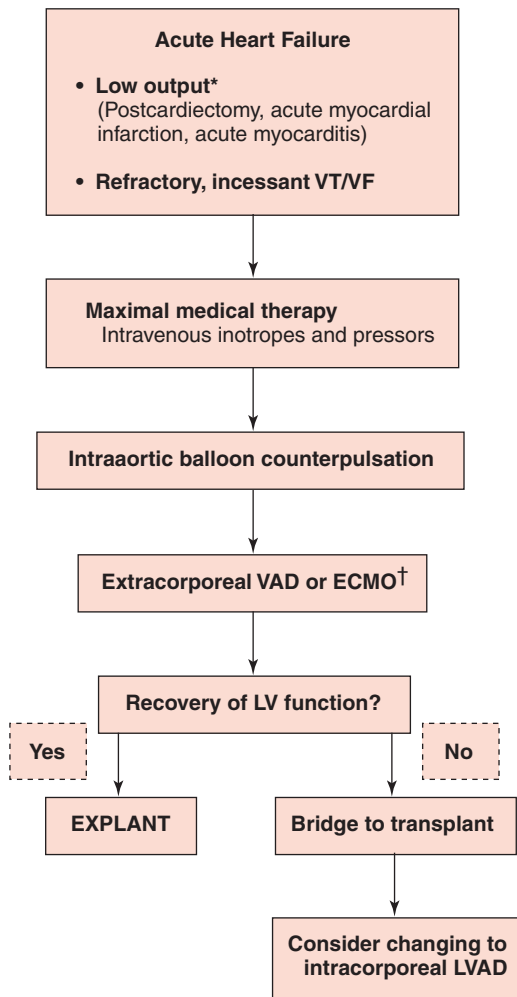 Acute Heart Failure
• Low output*
(Postcardiectomy, acute myocardial
infarction, acute myocarditis)
• Refractory, incessant VT/VF
Maximal medical therapy
Intravenous inotropes and pressors
Intraaortic balloon counterpulsation
Extracorporeal VAD or ECMO†
Recovery of LV function?
Yes
No
EXPLANT
Bridge to transplant
Consider changing to
intracorporeal LVAD